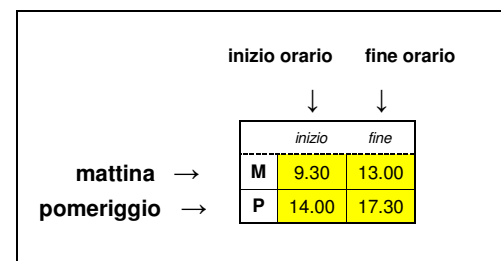 inizio orario fine orario
↓ ↓
inizio fine
mattina → M 9.30 13.00
pomeriggio → P 14.00 17.30